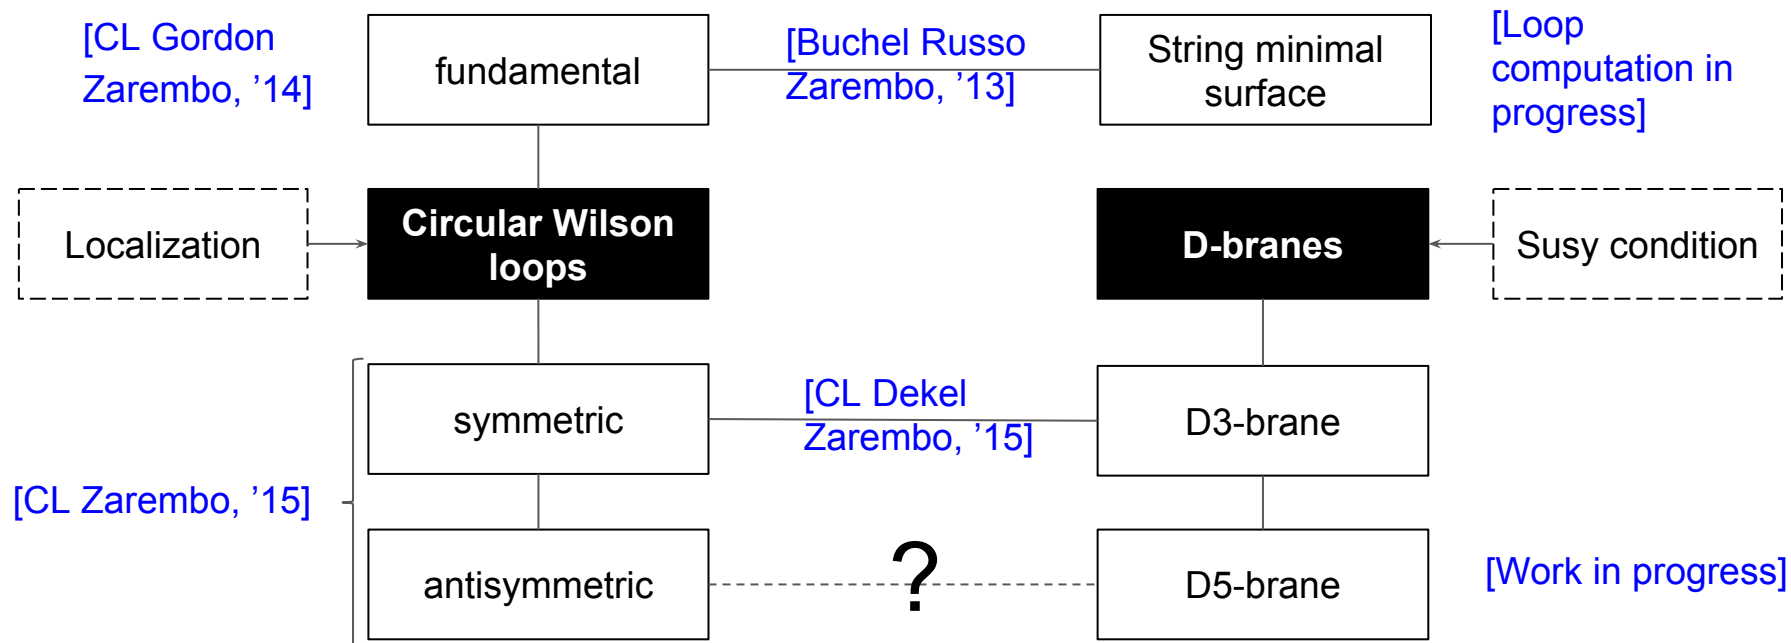 [CL Gordon
Zarembo, ’14]
fundamental
[Buchel Russo
Zarembo, ’13]
String minimal
surface
[Loop
computation in
progress]
Localization
Circular Wilson
loops
D-branes
Susy condition
symmetric
[CL Dekel
Zarembo, ’15]
D3-brane
[CL Zarembo, ’15]
antisymmetric
?
D5-brane
[Work in progress]